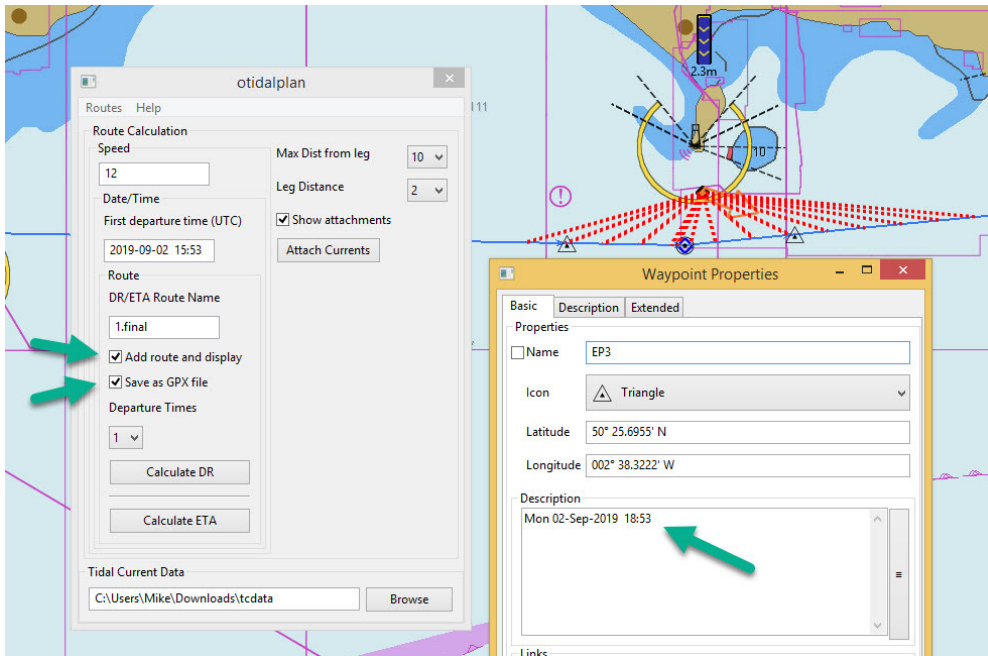 2.3m
10
111
otidalplan
Routes Help
Route Calculation
Speed
12
Date/Time
First departure time (UTC)
2019-09-02 15:53
Route
DR/ETA Route Name
1.final
Add route and display
Save as GPX file
Departure Times
1
Calculate DR
Calculate ETA
Max Dist from leg 10
Leg Distance 2
Show attachments
Attach Currents
Tidal Current Data
C:\Users\Mike\Downloads\tcdata Browse
Waypoint Properties
Basic Description Extended
Properties
Name EP3
Icon Triangle
Latitude 50° 25.6955' N
Longitude 002° 38.3222' W
Description
Mon 02-Sep-2019 18:53
Links